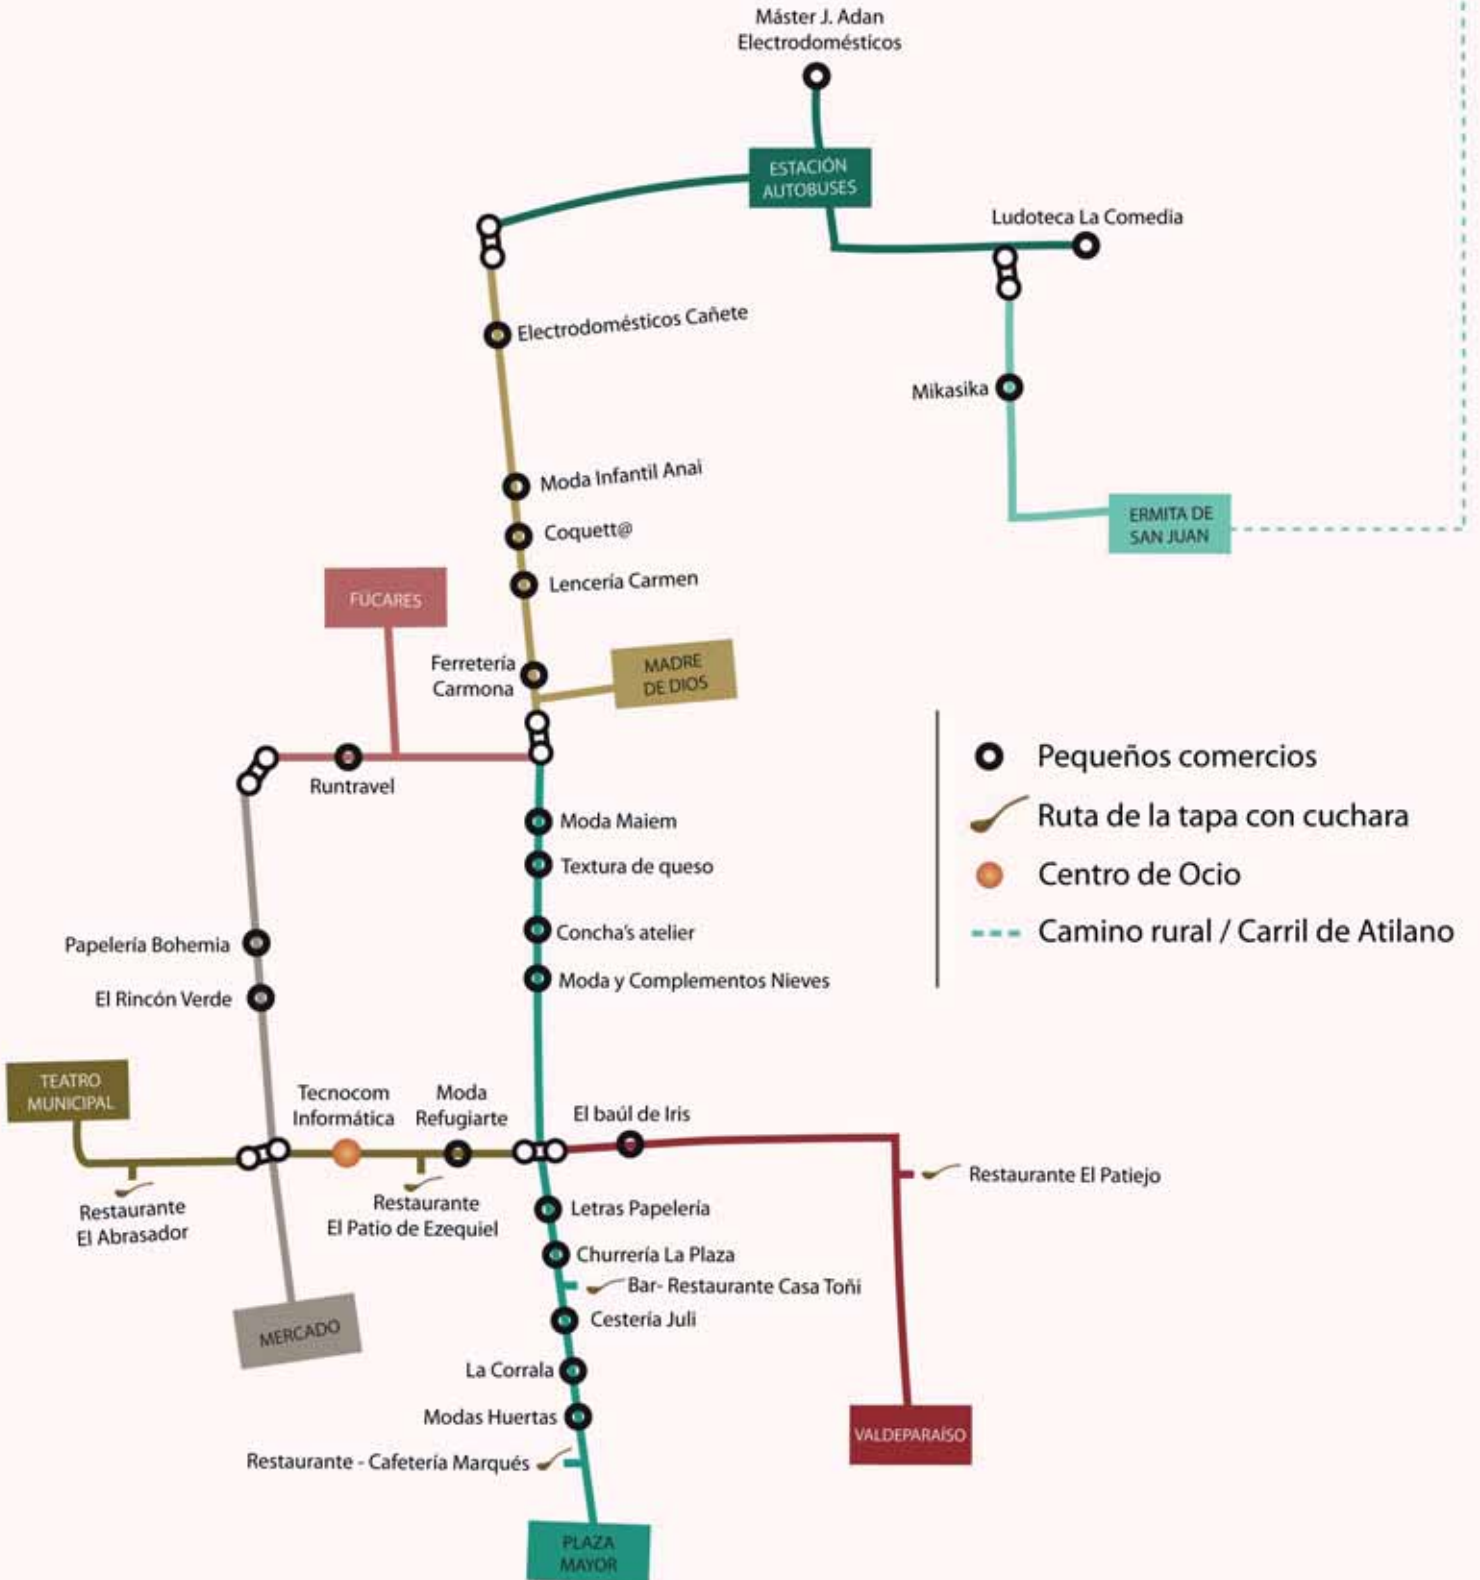 Máster J. Adan
Electrodomésticos
ESTACIÓN
AUTOBUSES
Ludoteca La Comedia
Electrodomésticos Cañete
Mikasika
Moda Infantil Anai
Coquett@
ERMITA DE
SAN JUAN
Lencería Carmen
FÚCARES
Ferretería
Carmona
MADRE
DE DIOS
Runtravel
Pequeños comercios
Ruta de la tapa con cuchara
Centro de Ocio
Camino rural / Carril de Atilano
Moda Maiem
Textura de queso
Concha's atelier
Moda y Complementos Nieves
Papelería Bohemia
El Rincón Verde
TEATRO
MUNICIPAL
Tecnocom
Informática
Moda
Refugiarte
El baúl de Iris
Restaurante
El Abrasador
Restaurante
El Patio de Ezequiel
Restaurante El Patiejo
Letras Papelería
Churrería La Plaza
Bar- Restaurante Casa Toñi
Cestería Juli
MERCADO
La Corrala
Modas Huertas
VALDEPARAÍSO
Restaurante - Cafetería Marqués
PLAZA
MAYOR